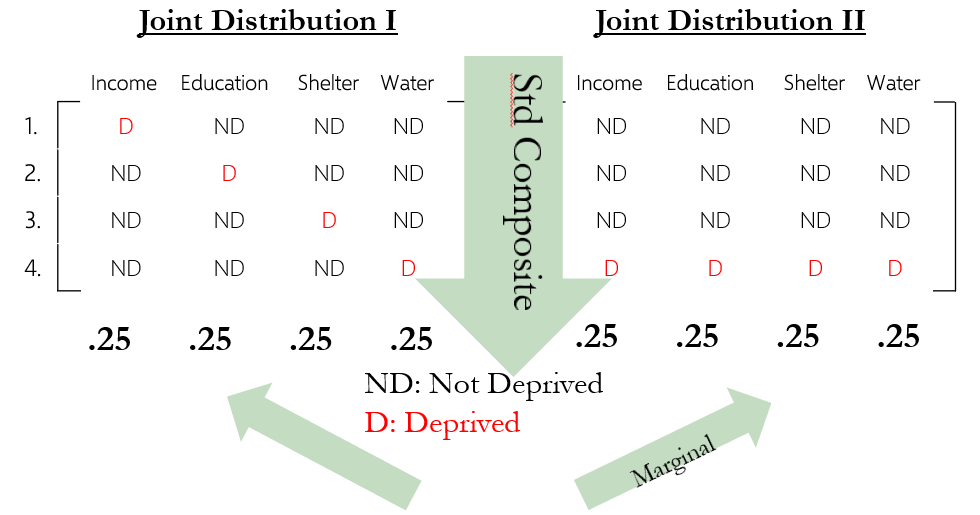 Joint Distribution I
Joint Distribution II
Income Education Shelter Water
Income Education Shelter Water
1. D ND ND ND
ND ND ND ND
2. ND D ND ND
ND ND ND ND
3. ND ND D ND
ND ND ND ND
4. ND ND ND D
D D D D
.25 .25 .25 .25
.25 .25 .25 .25
Std Composite
ND: Not Deprived
D: Deprived
Marginal